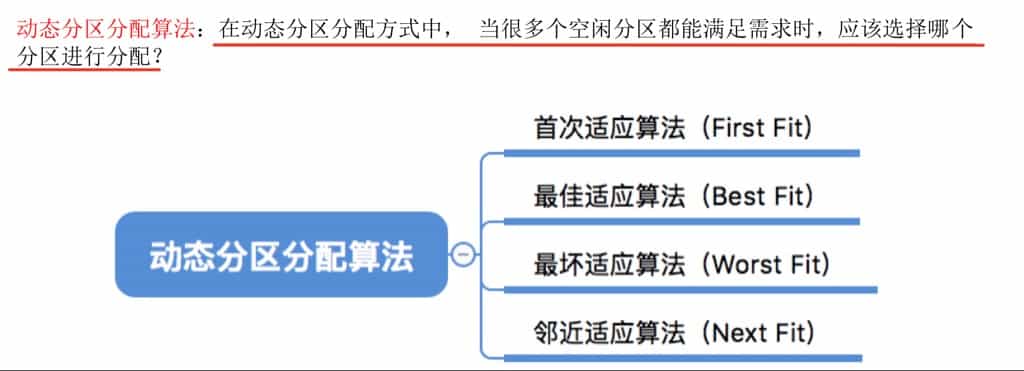 动态分区分配算法：在动态分区分配方式中， 当很多个空闲分区都能满足需求时，应该选择哪个
分区进行分配？
首次适应算法（First Fit）
最佳适应算法（Best Fit）
动态分区分配算法
最坏适应算法（Worst Fit）
邻近适应算法（Next Fit）